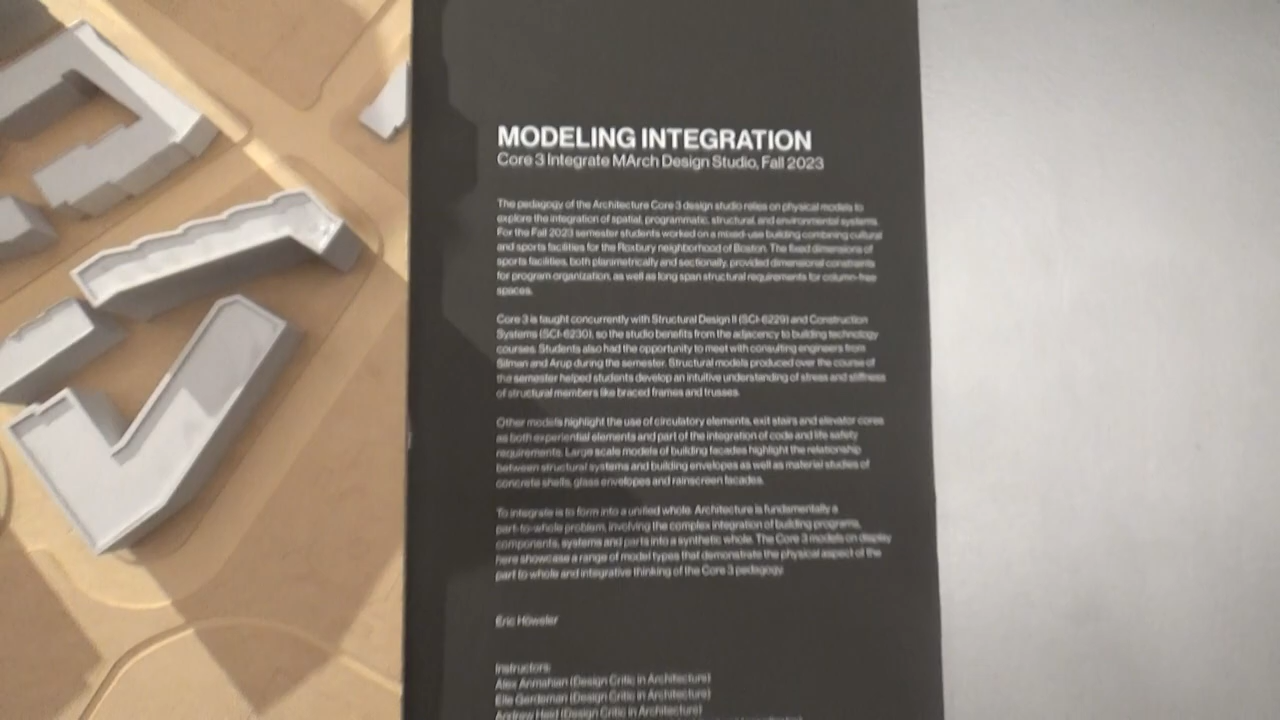 MODELING INTEGRATION
Core 3 Integrate MArch Design Studio, Fall 2023
The pedagogy of the Architecture Core 3 design studio relies on physical models to
explore the integration of spatial, programmatic, structural, and environmental systems.
For the Fall 2023 semester students worked on a mixed-use building combining cultural
and sports facilities for the Roxbury neighborhood of Boston. The fixed dimensions of
sports facilities, both planimetrically and sectionally, provided dimensional constraints
for program organization, as well as long span structural requirements for column-free
spaces.
Core 3 is taught concurrently with Structural Design II (SCI-6229) and Construction
Systems (SCI-6230), so the studio benefits from the adjacency to building technology
courses. Students also had the opportunity to meet with consulting engineers from
Silman and Arup during the semester. Structural models produced over the course of
the semester helped students develop an intuitive understanding of stress and stiffness
of structural members like braced frames and trusses.
Other models highlight the use of circulatory elements, exit stairs and elevator cores
as both experiential elements and part of the integration of code and life safety
requirements. Large scale models of building facades highlight the relationship
between structural systems and building envelopes as well as material studies of
concrete shells, glass envelopes and rainscreen facades.
To integrate is to form into a unified whole. Architecture is fundamentally a
part-to-whole problem, involving the complex integration of building programs,
components, systems and parts into a synthetic whole. The Core 3 models on display
here showcase a range of model types that demonstrate the physical aspect of the
part to whole and integrative thinking of the Core 3 pedagogy.
Eric Höweler
Instructors:
Alex Anmahian (Design Critic in Architecture)
Elle Gerdeman (Design Critic in Architecture)
Andrew Heid (Design Critic in Architecture)